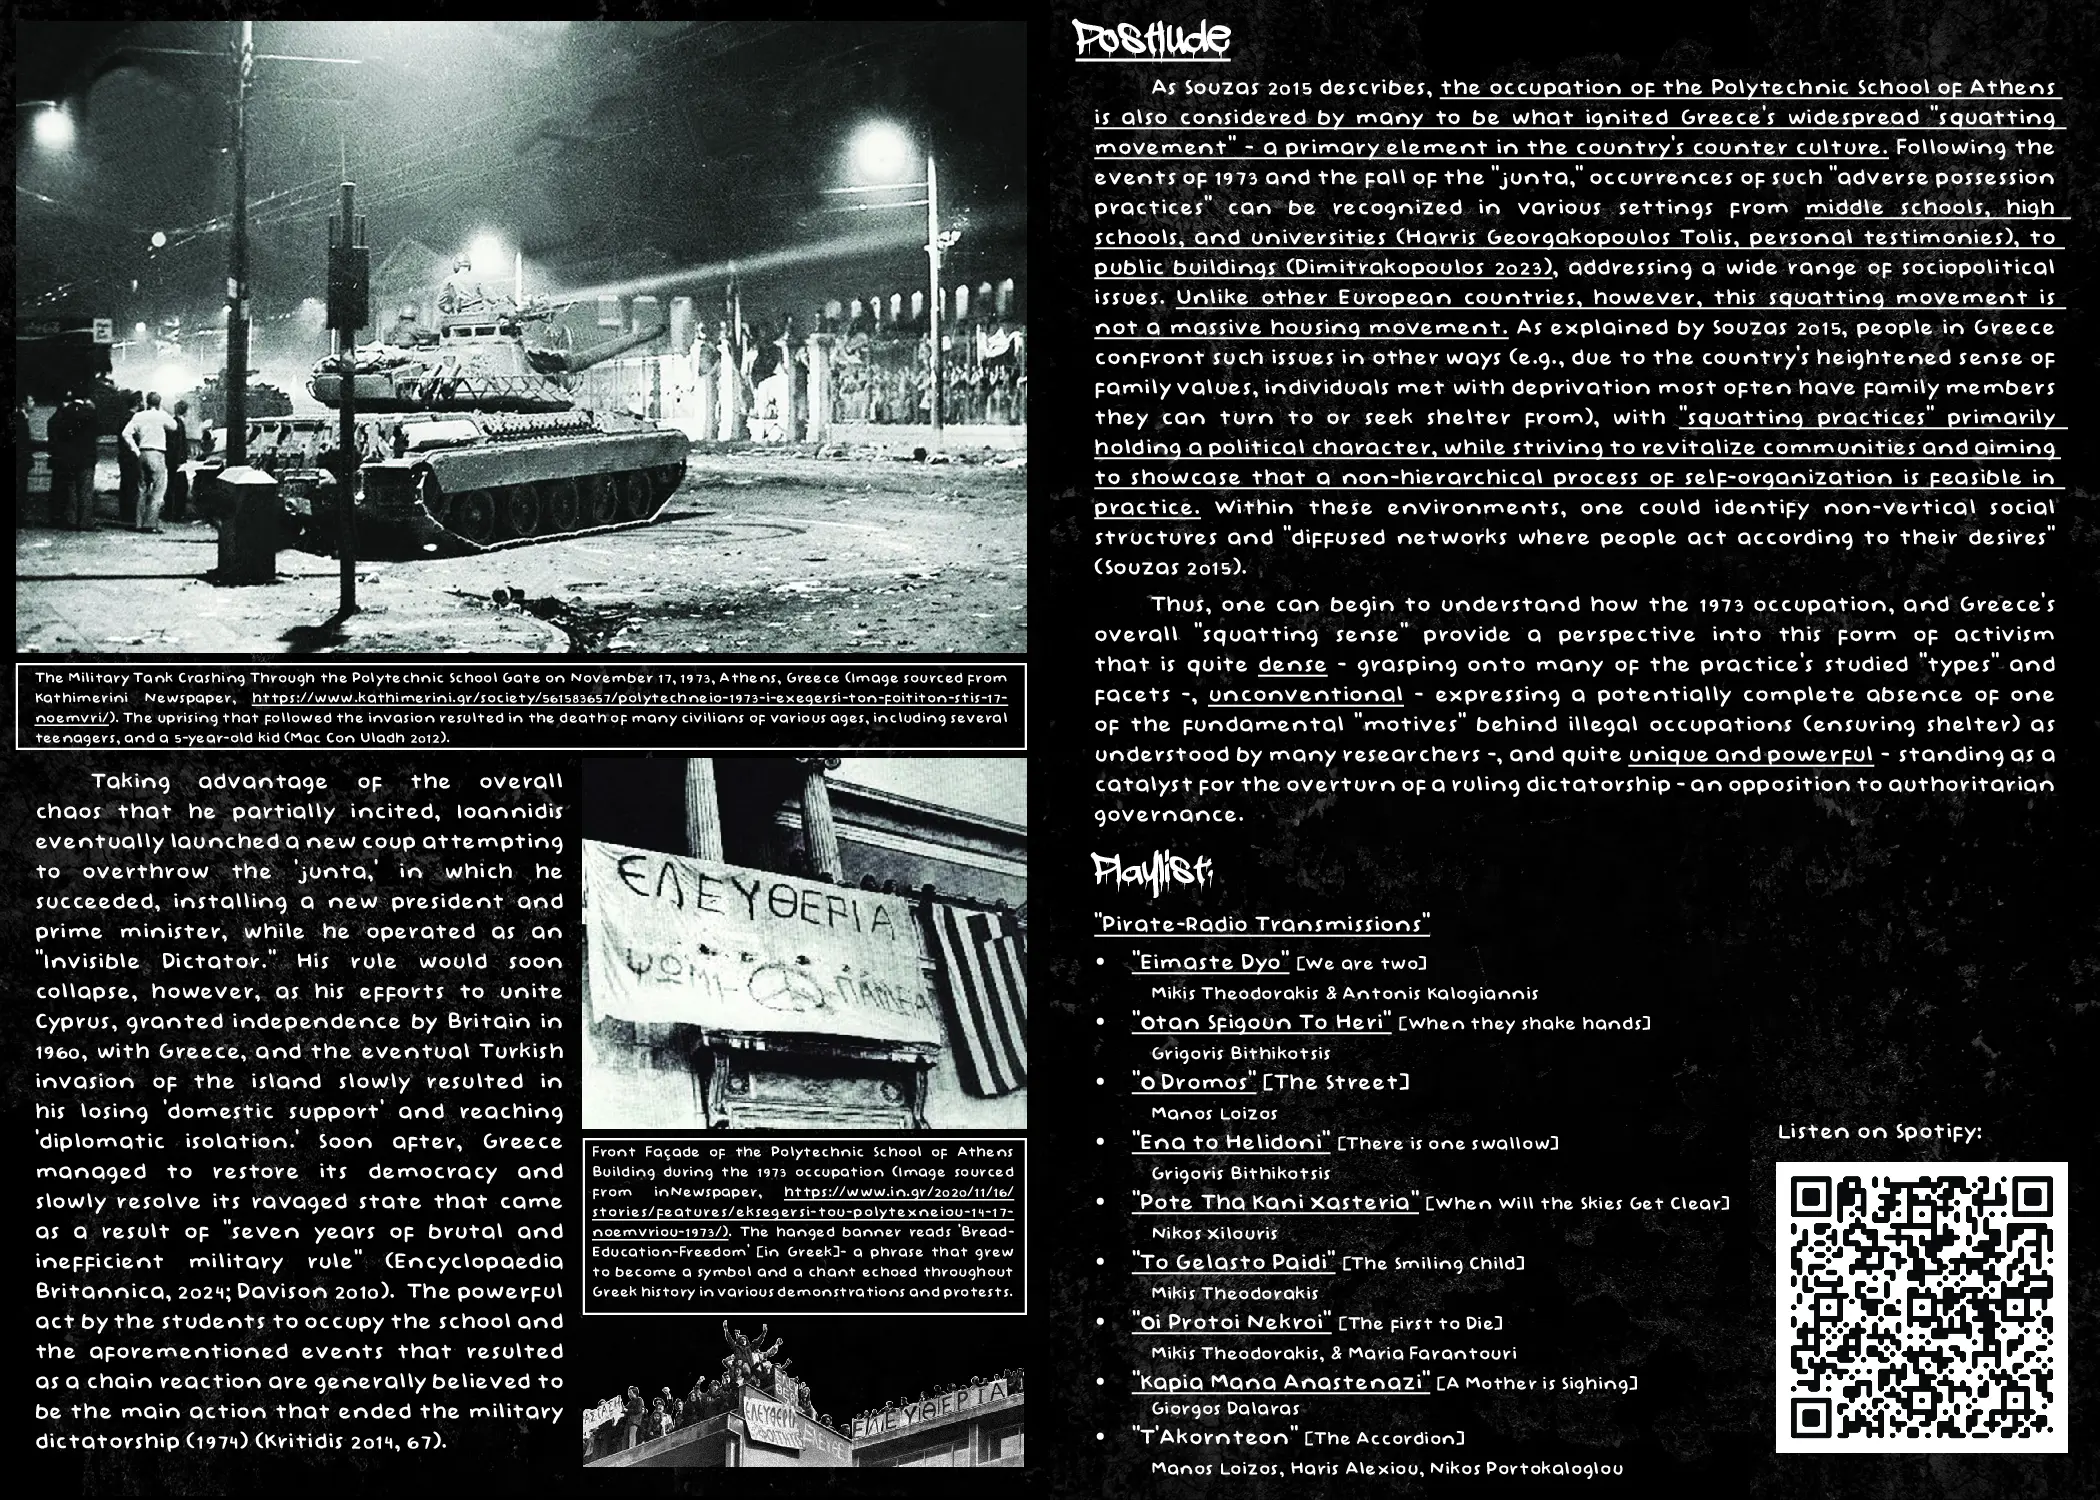 The Military Tank Crashing Through the Polytechnic School Gate on November 17, 1973, Athens, Greece (Image sourced from
Kathimerini Newspaper, https://www.kathimerini.gr/society/561583657/polytechneio-1973-i-exegersi-ton-foititon-stis-17-
noemvri/). The uprising that followed the invasion resulted in the death of many civilians of various ages, including several
teenagers, and a 5-year-old kid (Mac Con Uladh 2012).
Taking advantage of the overall
chaos that he partially incited, Ioannidis
eventually launched a new coup attempting
to overthrow the 'junta,' in which he
succeeded, installing a new president and
prime minister, while he operated as an
"Invisible Dictator." His rule would soon
collapse, however, as his efforts to unite
Cyprus, granted independence by Britain in
1960, with Greece, and the eventual Turkish
invasion of the island slowly resulted in
his losing 'domestic support' and reaching
'diplomatic isolation.' Soon after, Greece
managed to restore its democracy and
slowly resolve its ravaged state that came
as a result of "seven years of brutal and
inefficient military rule" (Encyclopaedia
Britannica, 2024; Davison 2010). The powerful
act by the students to occupy the school and
the aforementioned events that resulted
as a chain reaction are generally believed to
be the main action that ended the military
dictatorship (1974) (Kritidis 2014, 67).
ΕΛΕΥΘΕΡΙΑ
ΨΩΜΙ ΠΑΙΔΕΙΑ
Front Façade of the Polytechnic School of Athens
Building during the 1973 occupation (Image sourced
from inNewspaper, https://www.in.gr/2020/11/16/
stories/features/eksegersi-tou-polytexneiou-14-17-
noemvriou-1973/). The hanged banner reads 'Bread-
Education-Freedom' [in Greek]- a phrase that grew
to become a symbol and a chant echoed throughout
Greek history in various demonstrations and protests.
ΕΛΕΥΘΕΡΙΑ
ΕΛΕΥΘΕΡΙΑ
Postlude
As Souzas 2015 describes, the occupation of the Polytechnic School of Athens
is also considered by many to be what ignited Greece's widespread "squatting
movement" - a primary element in the country's counter culture. Following the
events of 1973 and the fall of the "junta," occurrences of such "adverse possession
practices" can be recognized in various settings from middle schools, high
schools, and universities (Harris Georgakopoulos Tolis, personal testimonies), to
public buildings (Dimitrakopoulos 2023), addressing a wide range of sociopolitical
issues. Unlike other European countries, however, this squatting movement is
not a massive housing movement. As explained by Souzas 2015, people in Greece
confront such issues in other ways (e.g., due to the country's heightened sense of
family values, individuals met with deprivation most often have family members
they can turn to or seek shelter from), with "squatting practices" primarily
holding a political character, while striving to revitalize communities and aiming
to showcase that a non-hierarchical process of self-organization is feasible in
practice. Within these environments, one could identify non-vertical social
structures and "diffused networks where people act according to their desires"
(Souzas 2015).
Thus, one can begin to understand how the 1973 occupation, and Greece's
overall "squatting sense" provide a perspective into this form of activism
that is quite dense - grasping onto many of the practice's studied "types" and
facets -, unconventional - expressing a potentially complete absence of one
of the fundamental "motives" behind illegal occupations (ensuring shelter) as
understood by many researchers -, and quite unique and powerful - standing as a
catalyst for the overturn of a ruling dictatorship - an opposition to authoritarian
governance.
Playlist:
"Pirate-Radio Transmissions"
• "Eimaste Dyo" [We are two]
Mikis Theodorakis & Antonis Kalogiannis
• "Otan Sfigoun To Heri" [When they shake hands]
Grigoris Bithikotsis
• "O Dromos" [The Street]
Manos Loizos
• "Ena to Helidoni" [There is one swallow]
Grigoris Bithikotsis
• "Pote Tha Kani Xasteria" [When Will the Skies Get Clear]
Nikos Xilouris
• "To Gelasto Paidi" [The Smiling Child]
Mikis Theodorakis
• "Oi Protoi Nekroi" [The First to Die]
Mikis Theodorakis, & Maria Farantouri
• "Kapia Mana Anastenazi" [A Mother is Sighing]
Giorgos Dalaras
• "T'Akornteon" [The Accordion]
Manos Loizos, Haris Alexiou, Nikos Portokaloglou
Listen on Spotify: